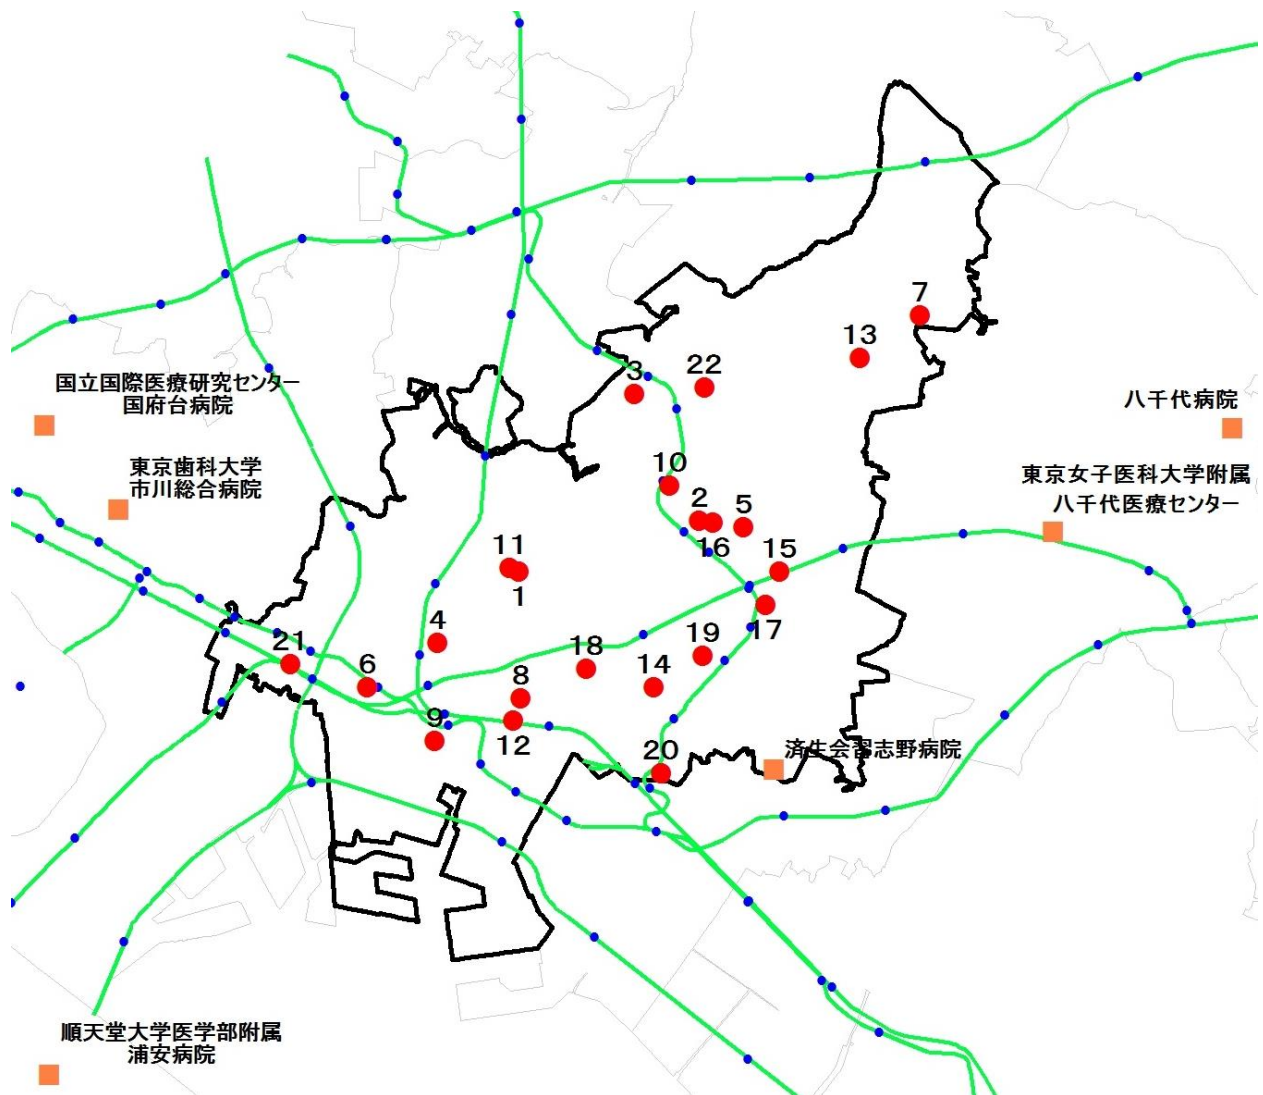 7
13
国立国際医療研究センター
国府台病院
3
22
八千代病院
東京歯科大学
市川総合病院
10
東京女子医科大学附属
八千代医療センター
2
5
16
11
15
1
4
17
21
18
19
6
14
8
9
12
20
済生会習志野病院
順天堂大学医学部附属
浦安病院